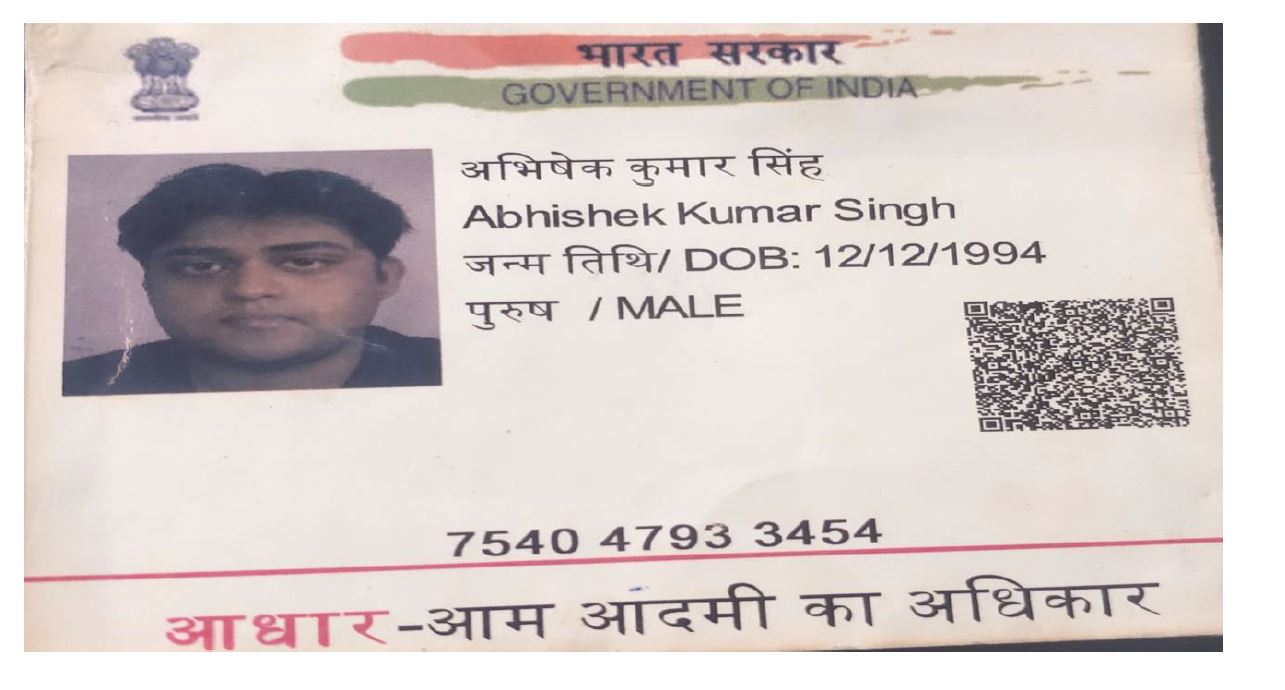 भारत सरकार
GOVERNMENT OF INDIA
अभिषेक कुमार सिंह
Abhishek Kumar Singh
जन्म तिथि/ DOB: 12/12/1994
पुरुष / MALE
7540 4793 3454
आधार-आम आदमी का अधिकार